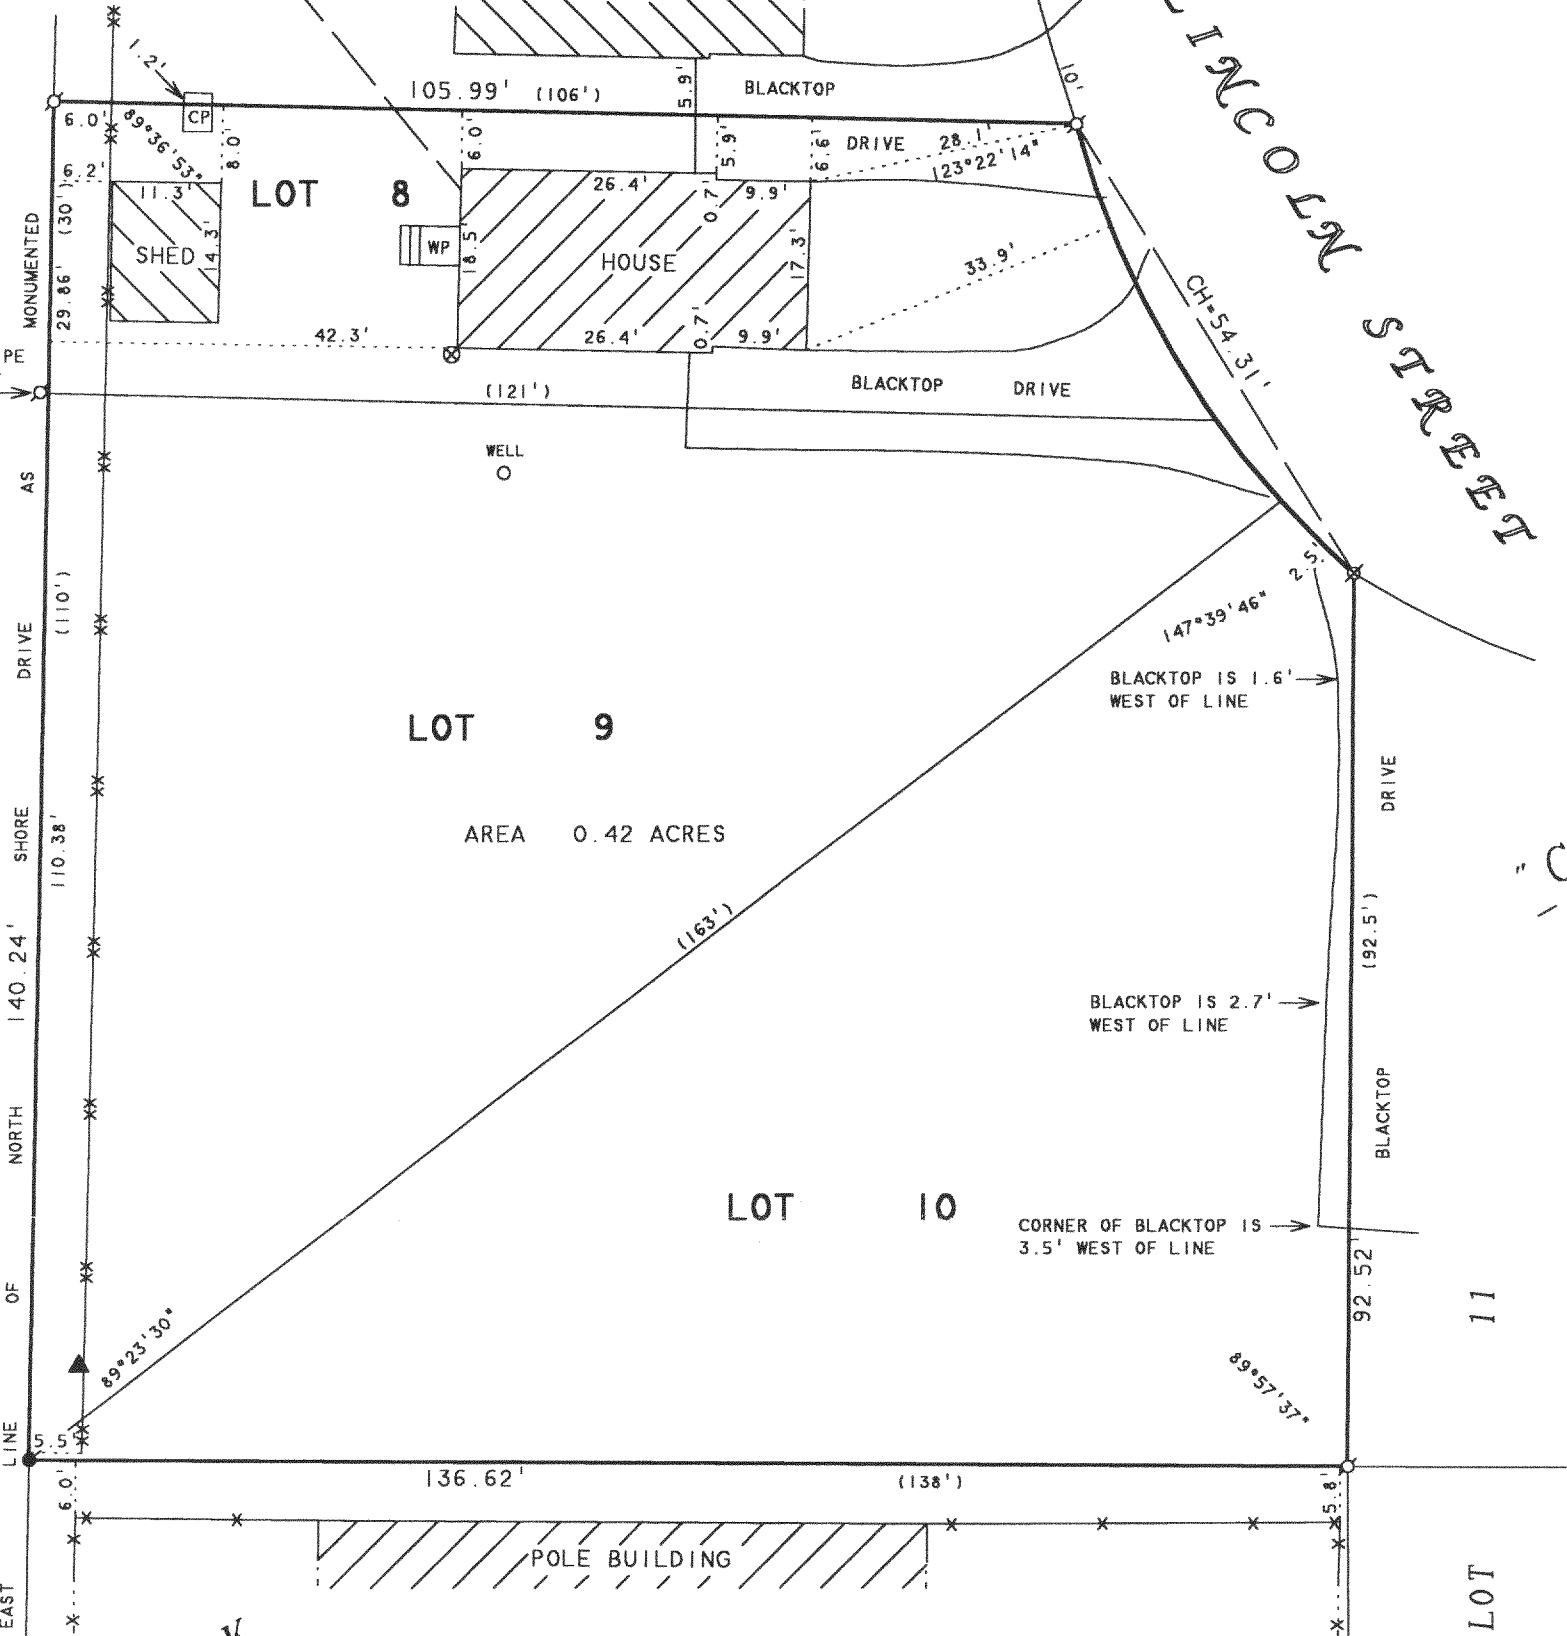 LINCOLN STREET
1.2'
105.99' (106')
5.9'
BLACKTOP
10'
CP
6.0'
89°36'53"
8.0'
6.0'
5.9'
6.6'
DRIVE
28.1'
123°22'14"
6.2'
11.3'
LOT 8
26.4'
0.7'
9.9'
(30')
29.86'
SHED
14.3'
WP
18.5'
HOUSE
17.3'
33.9'
CH=54.31'
42.3'
26.4'
0.7'
9.9'
PE
(121')
BLACKTOP DRIVE
WELL
(110')
110.38'
2.5'
147°39'46"
BLACKTOP IS 1.6'
WEST OF LINE
LOT 9
AREA 0.42 ACRES
(163')
DRIVE
(92.5')
BLACKTOP IS 2.7'
WEST OF LINE
BLACKTOP
LOT 10
CORNER OF BLACKTOP IS
3.5' WEST OF LINE
92.52'
89°23'30"
89°57'37"
5.5'
136.62' (138')
6.0'
5.8'
POLE BUILDING
EAST LINE OF NORTH 140.24' SHORE DRIVE AS MONUMENTED
LOT 11